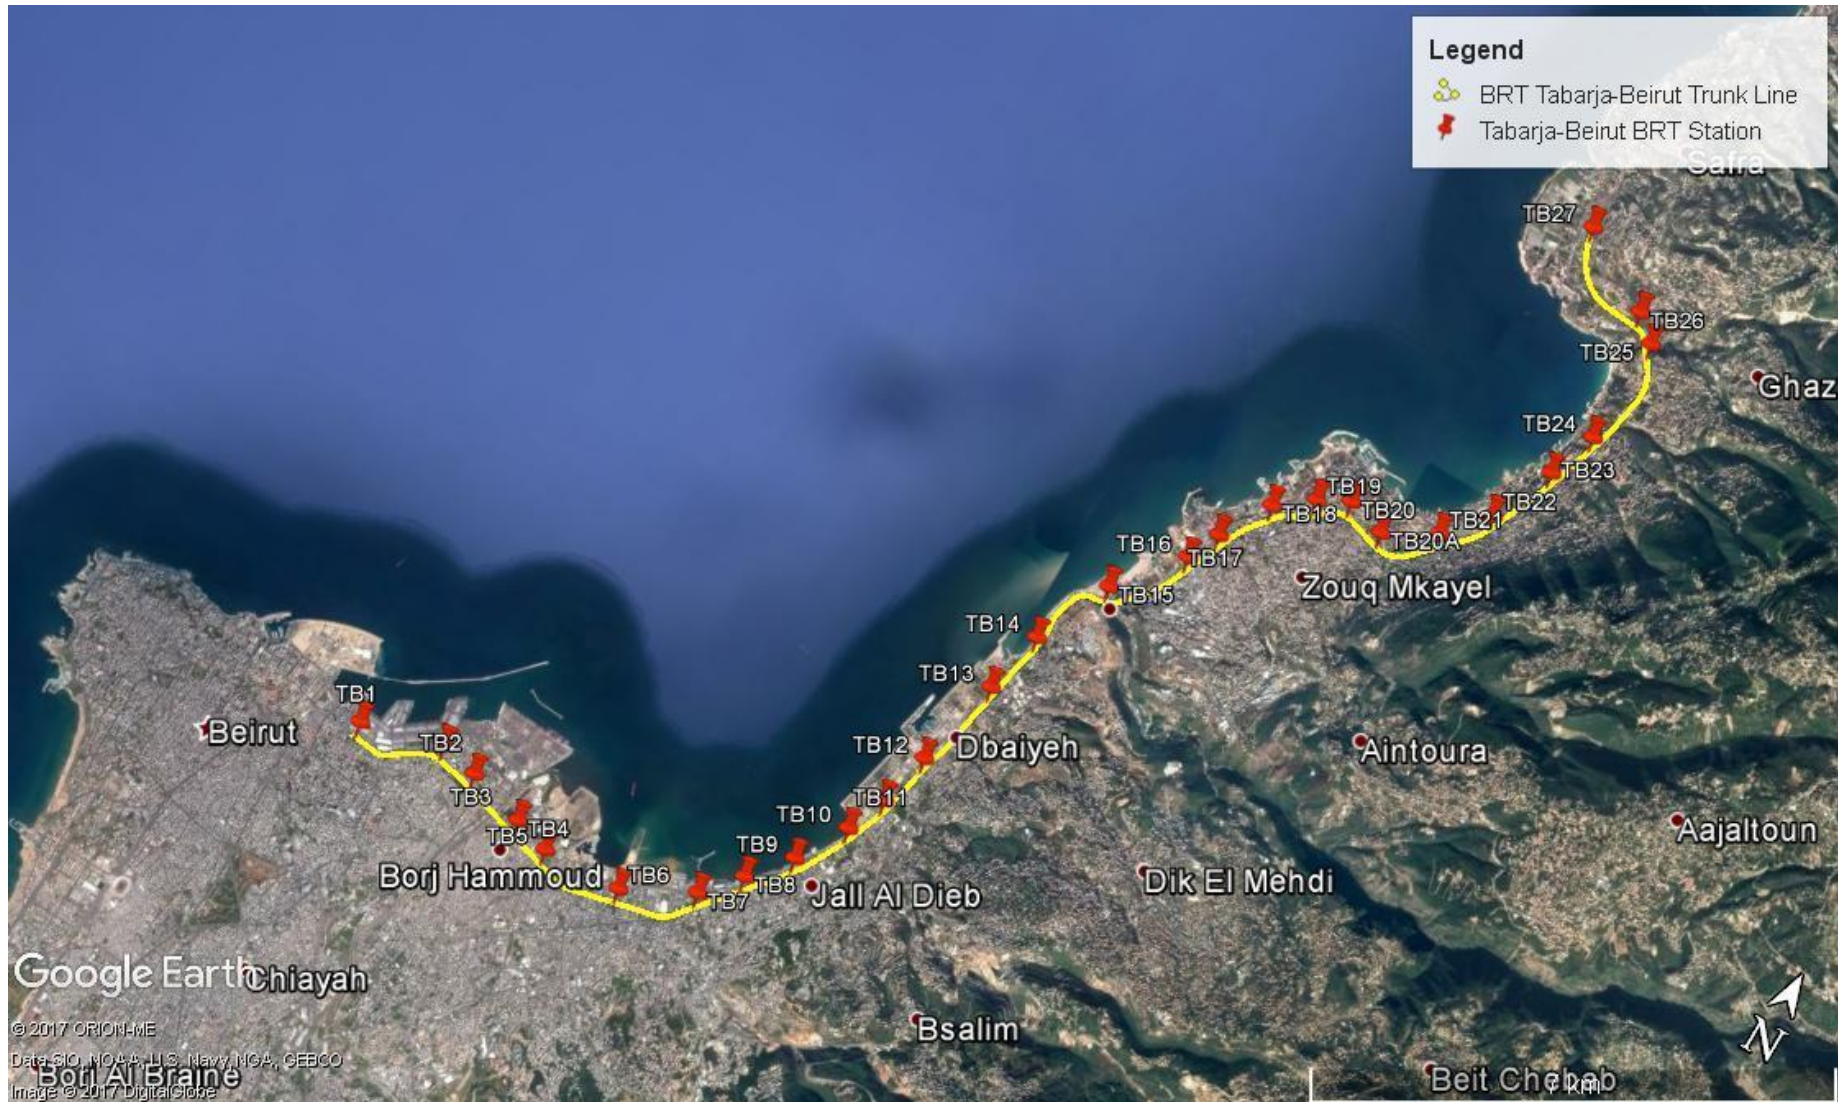 Legend
BRT Tabarja-Beirut Trunk Line
Tabarja-Beirut BRT Station
Safra
TB27
TB26
TB25
Ghaz
TB24
TB23
TB19
TB22
TB18
TB20
TB21
TB20A
TB16
TB17
Zouq Mkayel
TB15
TB14
TB13
TB1
Beirut
TB2
TB12
Dbaiyeh
Aintoura
TB3
TB11
TB10
TB5
TB4
Aajaltoun
TB9
Borj Hammoud
TB6
TB8
Dik El Mehdi
TB7
Jall Al Dieb
Google Earth
Chiayah
© 2017 ORION-ME
Bsalim
N
Data SIO, NOAA, U.S. Navy, NGA, GEBCO
Borj Al Braine
Beit Chabab
7 km
Image © 2017 DigitalGlobe